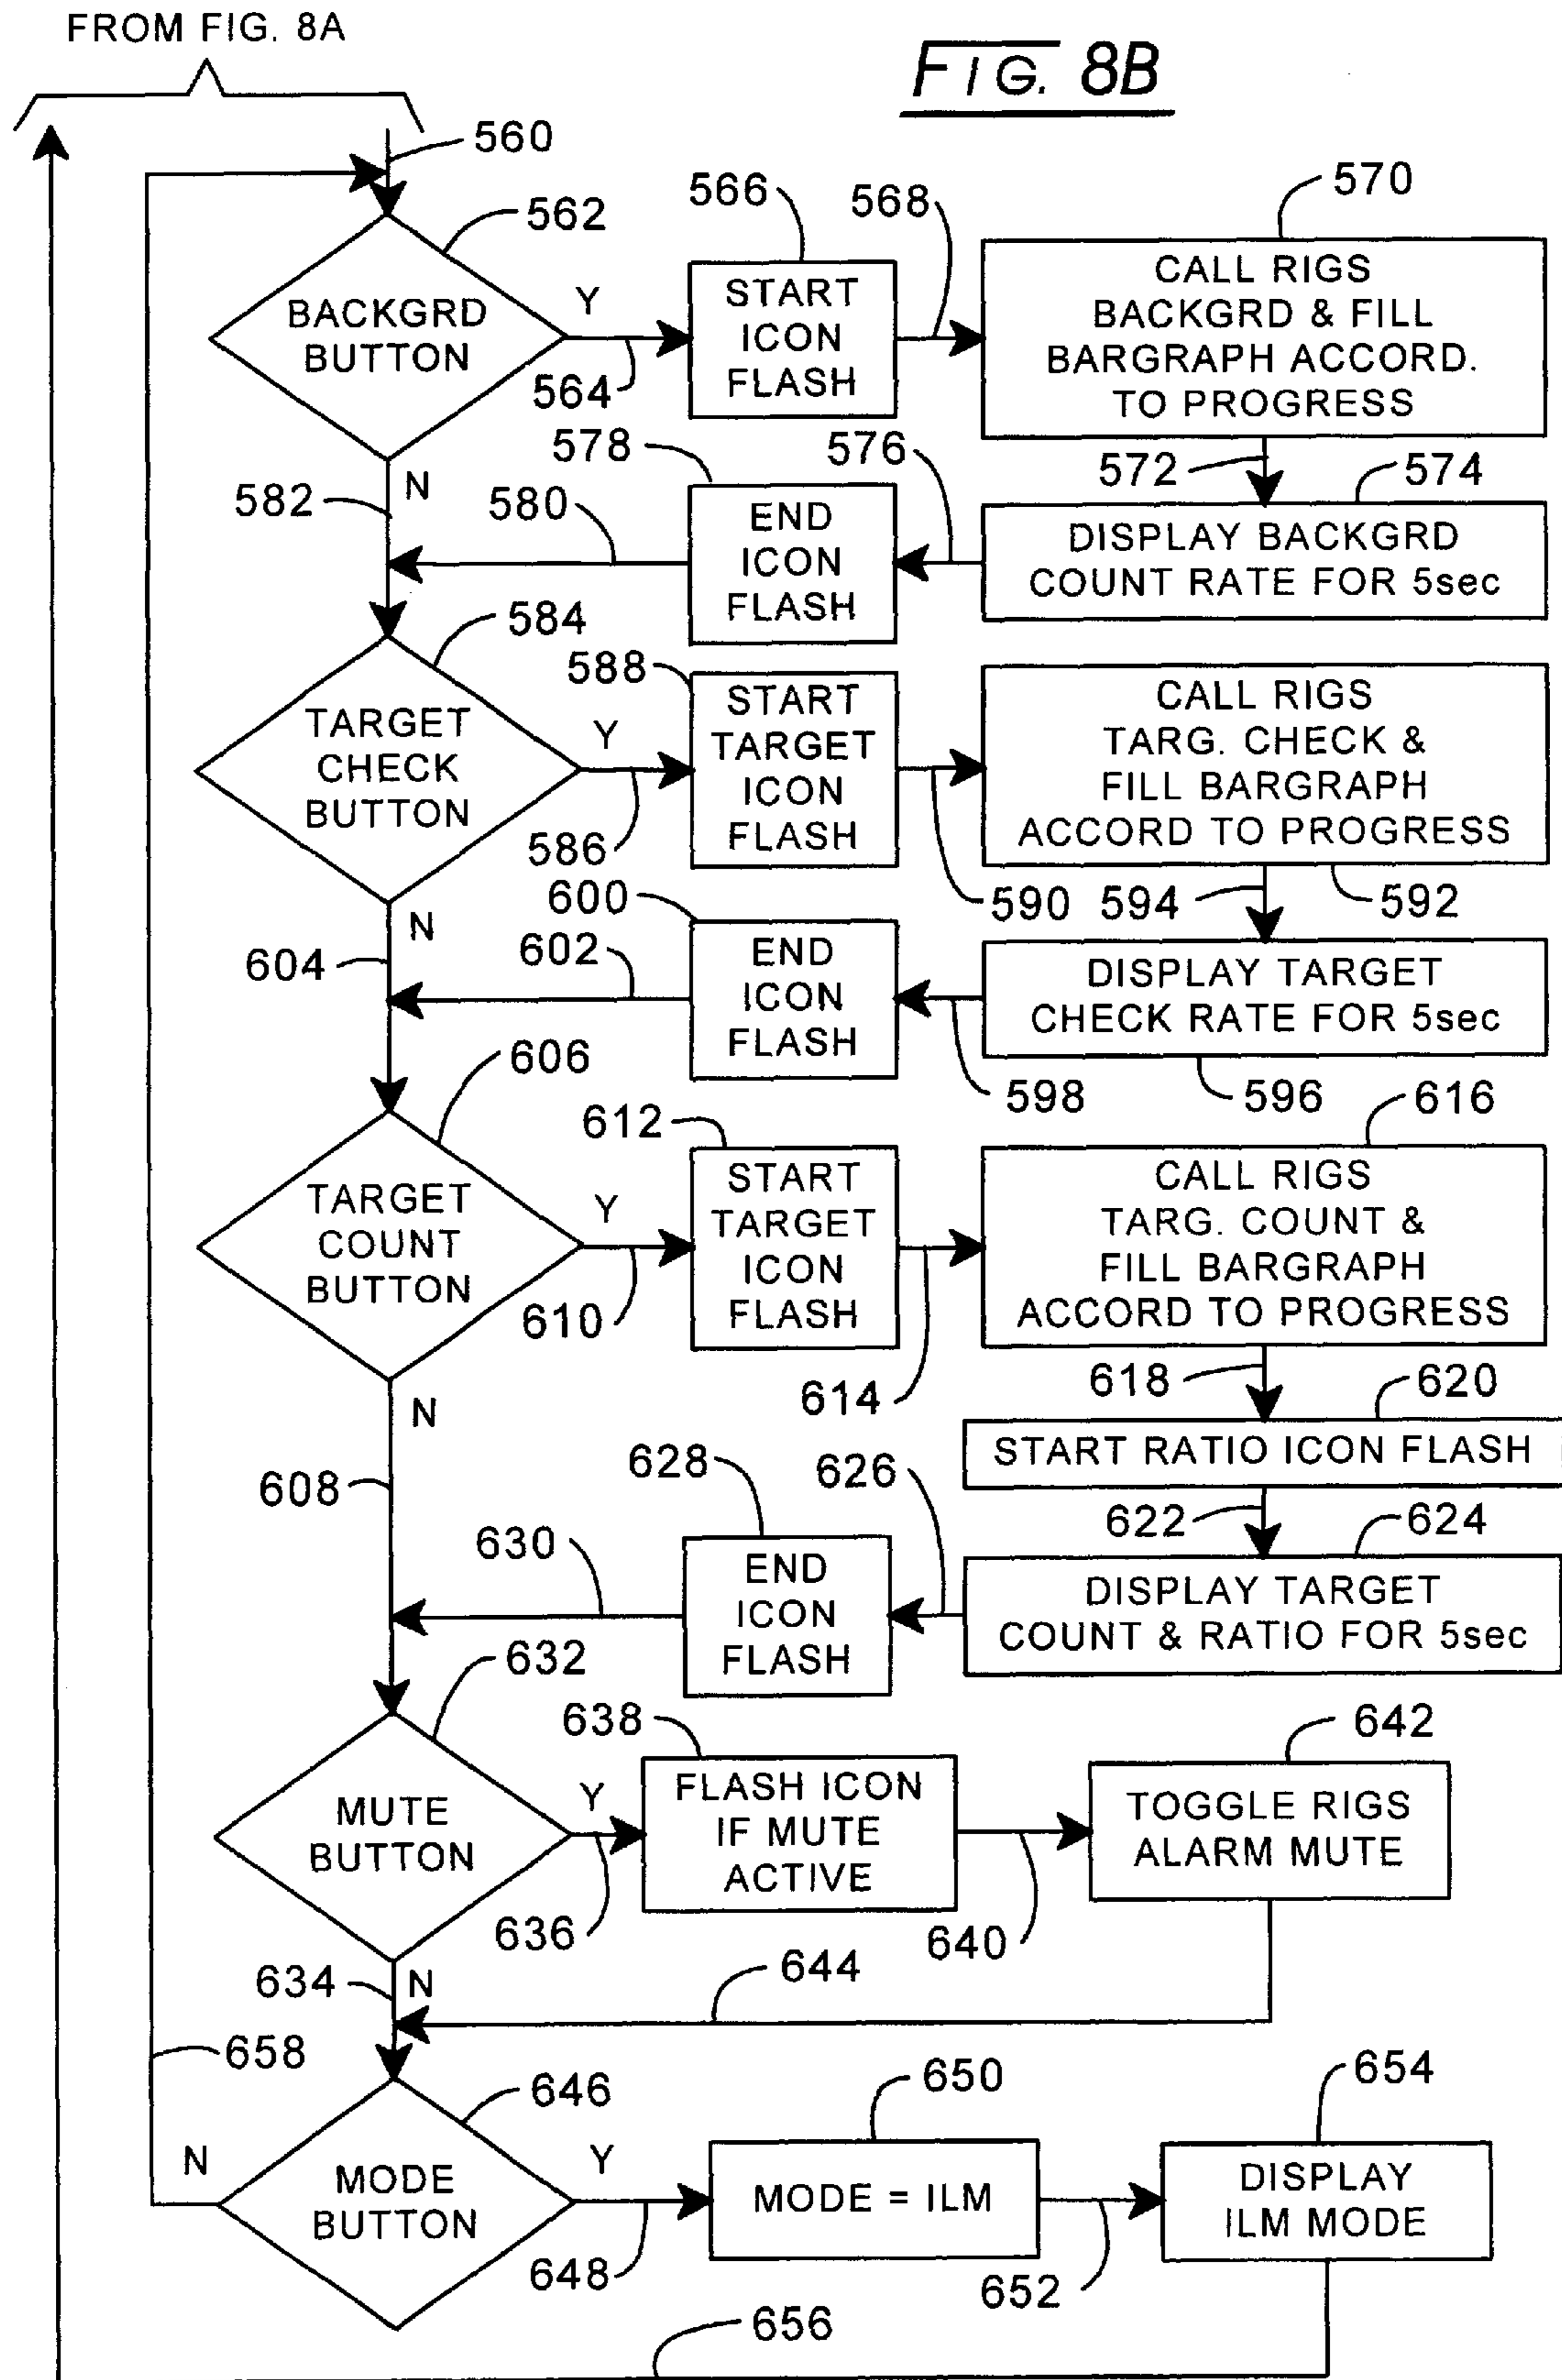 FROM FIG. 8A
FIG. 8B
560
562
566
568
570
BACKGRD
BUTTON
Y
564
START
ICON
FLASH
CALL RIGS
BACKGRD & FILL
BARGRAPH ACCORD.
TO PROGRESS
572
574
N
582
580
578
576
END
ICON
FLASH
DISPLAY BACKGRD
COUNT RATE FOR 5sec
584
588
TARGET
CHECK
BUTTON
Y
586
START
TARGET
ICON
FLASH
590
CALL RIGS
TARG. CHECK &
FILL BARGRAPH
ACCORD TO PROGRESS
594
592
N
604
602
600
END
ICON
FLASH
598
DISPLAY TARGET
CHECK RATE FOR 5sec
596
606
612
616
TARGET
COUNT
BUTTON
Y
610
START
TARGET
ICON
FLASH
614
CALL RIGS
TARG. COUNT &
FILL BARGRAPH
ACCORD TO PROGRESS
618
620
START RATIO ICON FLASH
N
608
622
624
630
628
626
END
ICON
FLASH
DISPLAY TARGET
COUNT & RATIO FOR 5sec
632
638
642
MUTE
BUTTON
Y
636
FLASH ICON
IF MUTE
ACTIVE
640
TOGGLE RIGS
ALARM MUTE
634
N
644
658
646
650
654
N
MODE
BUTTON
Y
648
MODE = ILM
652
DISPLAY
ILM MODE
656